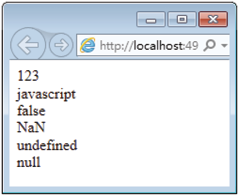 http://localhost:49
123
javascript
false
NaN
undefined
null